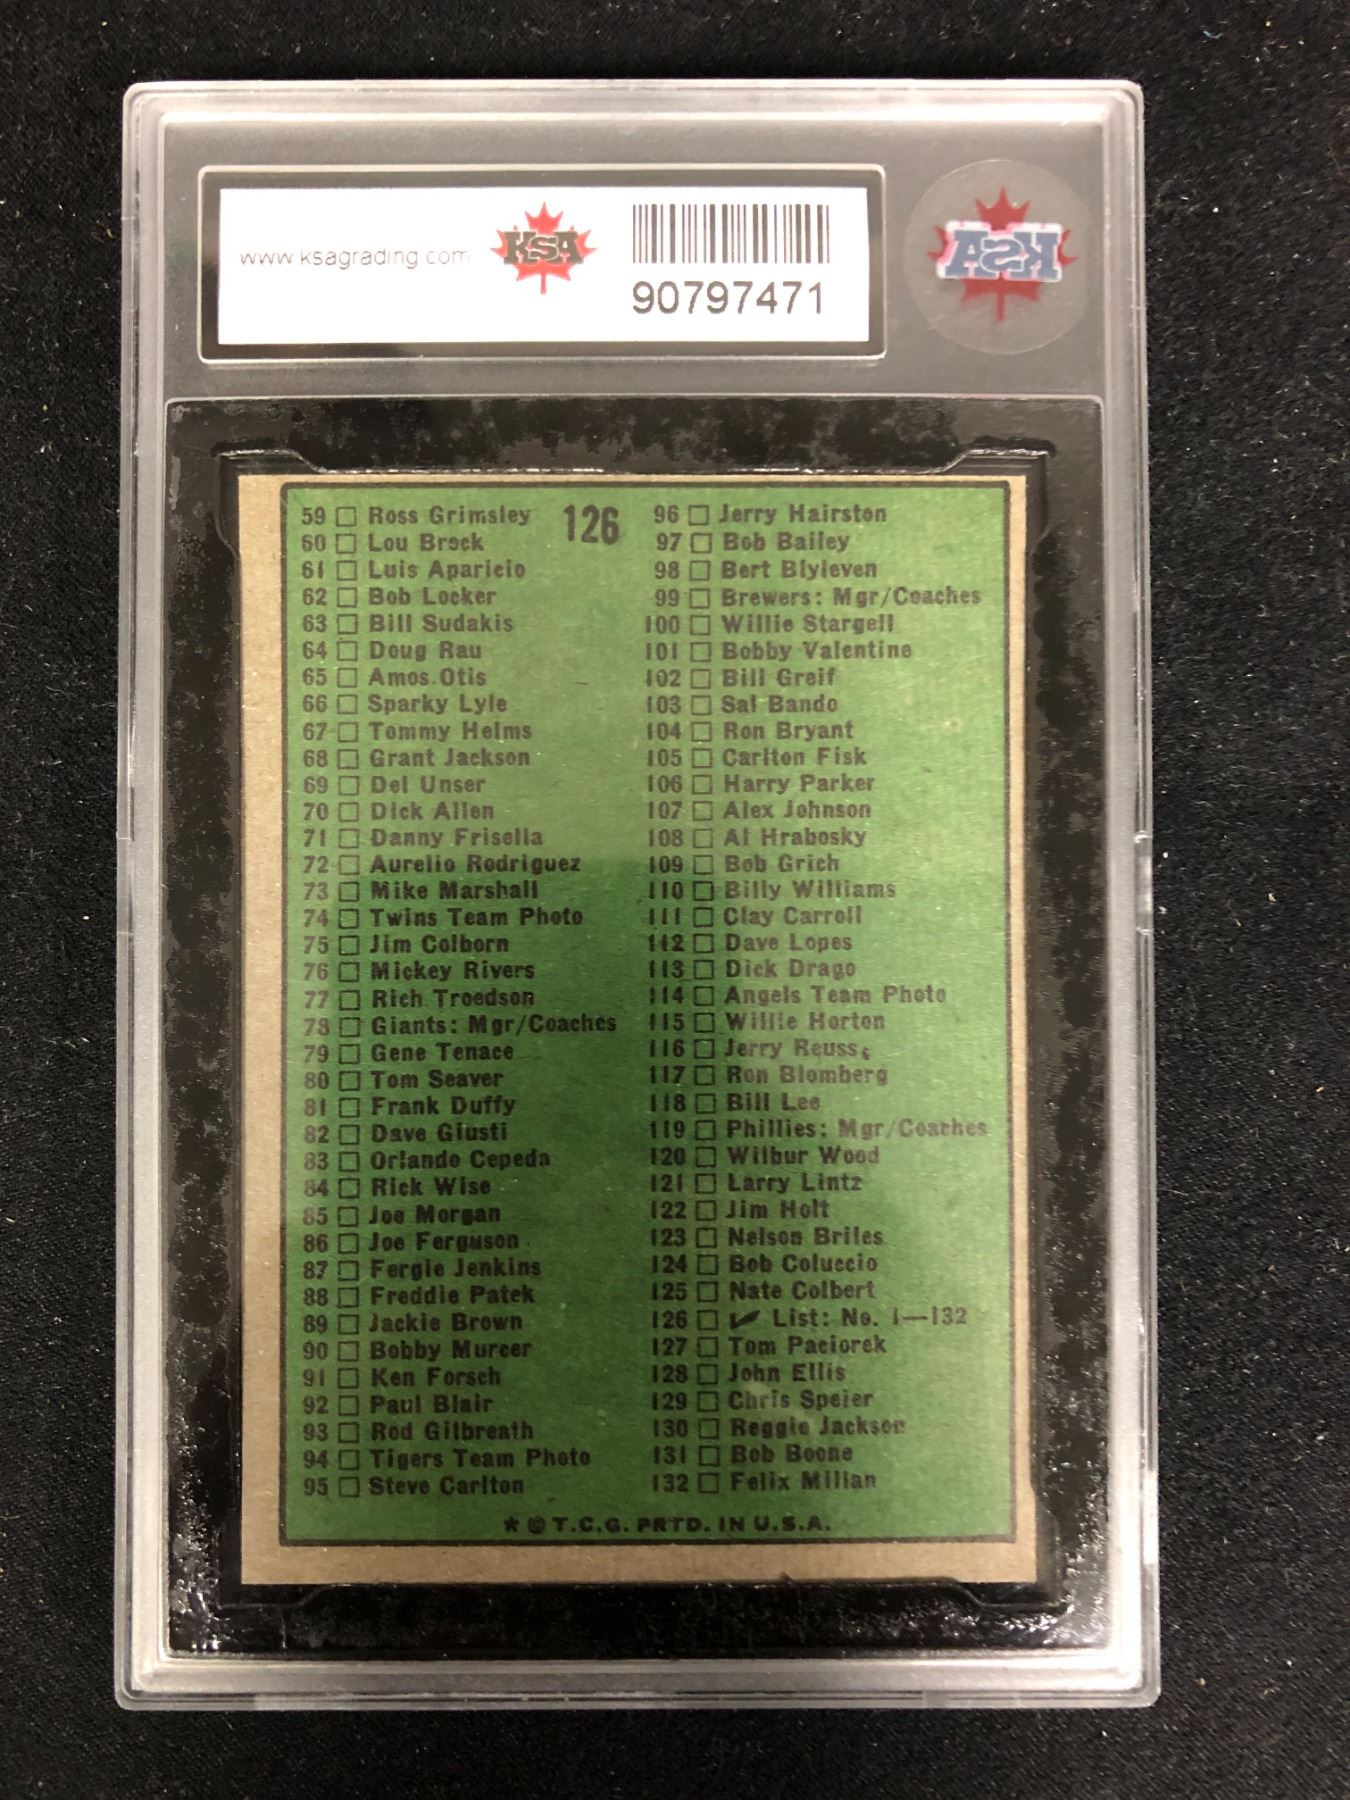 www.ksagrading.com
KSA
90797471
KSA
126
59 Ross Grimsley
60 Lou Brock
61 Luis Aparicio
62 Bob Locker
63 Bill Sudakis
64 Doug Rau
65 Amos Otis
66 Sparky Lyle
67 Tommy Helms
68 Grant Jackson
69 Del Unser
70 Dick Allen
71 Danny Frisella
72 Aurelio Rodriguez
73 Mike Marshall
74 Twins Team Photo
75 Jim Colborn
76 Mickey Rivers
77 Rich Troedson
78 Giants: Mgr/Coaches
79 Gene Tenace
80 Tom Seaver
81 Frank Duffy
82 Dave Giusti
83 Orlando Cepeda
84 Rick Wise
85 Joe Morgan
86 Joe Ferguson
87 Fergie Jenkins
88 Freddie Patek
89 Jackie Brown
90 Bobby Murcer
91 Ken Forsch
92 Paul Blair
93 Rod Gilbreath
94 Tigers Team Photo
95 Steve Carlton
96 Jerry Hairston
97 Bob Bailey
98 Bert Blyleven
99 Brewers: Mgr/Coaches
100 Willie Stargell
101 Bobby Valentine
102 Bill Greif
103 Sal Bando
104 Ron Bryant
105 Carlton Fisk
106 Harry Parker
107 Alex Johnson
108 Al Hrabosky
109 Bob Grich
110 Billy Williams
111 Clay Carroll
112 Dave Lopes
113 Dick Drago
114 Angels Team Photo
115 Willie Horton
116 Jerry Reuss
117 Ron Blomberg
118 Bill Lee
119 Phillies: Mgr/Coaches
120 Wilbur Wood
121 Larry Lintz
122 Jim Holt
123 Nelson Briles
124 Bob Coluccio
125 Nate Colbert
126 ✔ List: No. 1—132
127 Tom Paciorek
128 John Ellis
129 Chris Speier
130 Reggie Jackson
131 Bob Boone
132 Felix Millan
* © T.C.G. PRTD. IN U.S.A.